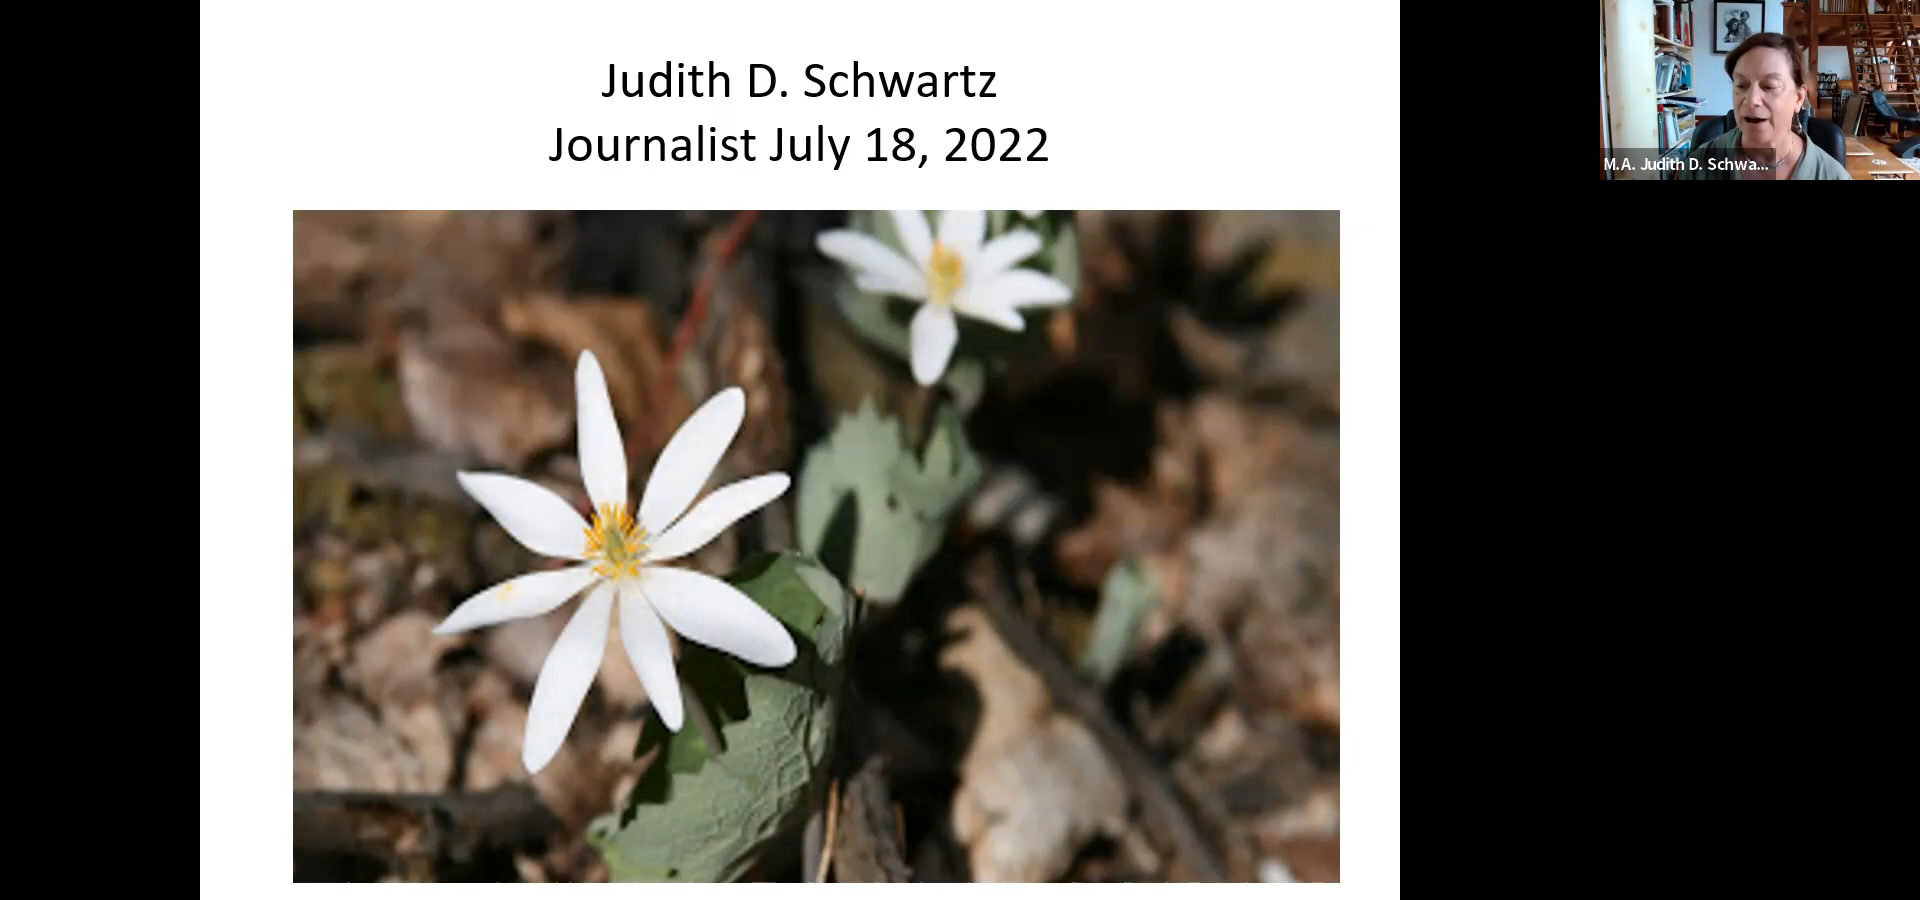 Judith D. Schwartz
Journalist July 18, 2022
M.A. Judith D. Schwa...